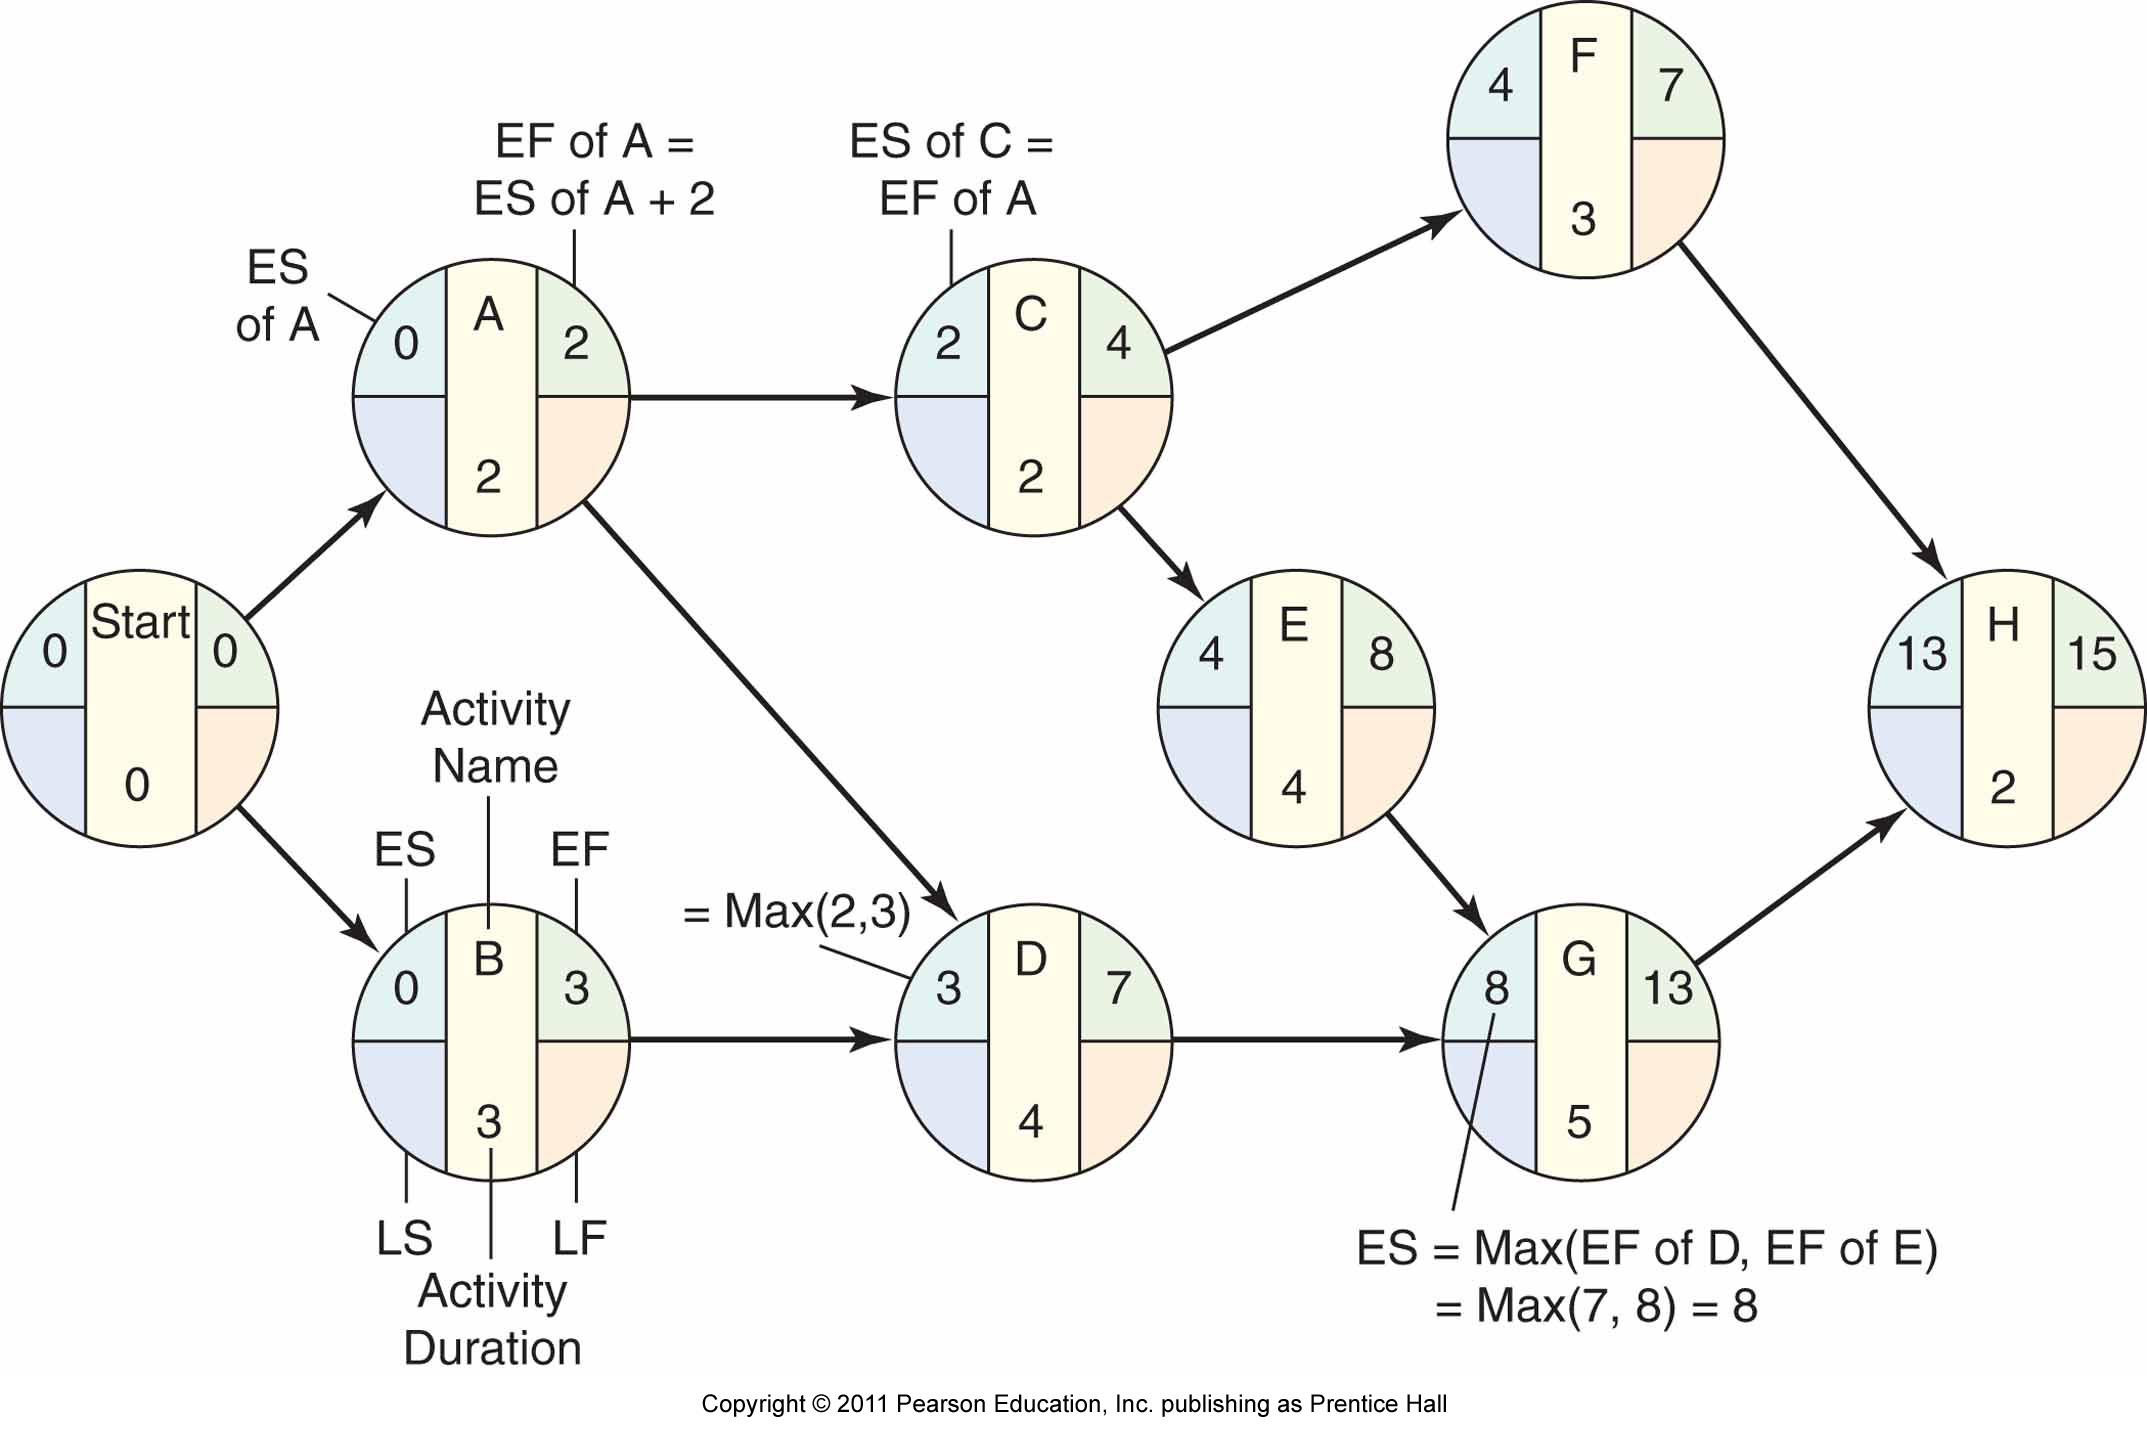 F
4
7
3
EF of A =
ES of A + 2
ES of C =
EF of A
ES
of A
A
0
2
2
C
2
4
2
Start
0
0
0
E
4
8
4
H
13
15
2
Activity
Name
ES
EF
B
0
3
3
LS
LF
Activity
Duration
= Max(2,3)
D
3
7
4
G
8
13
5
ES = Max(EF of D, EF of E)
= Max(7, 8) = 8
Copyright © 2011 Pearson Education, Inc. publishing as Prentice Hall